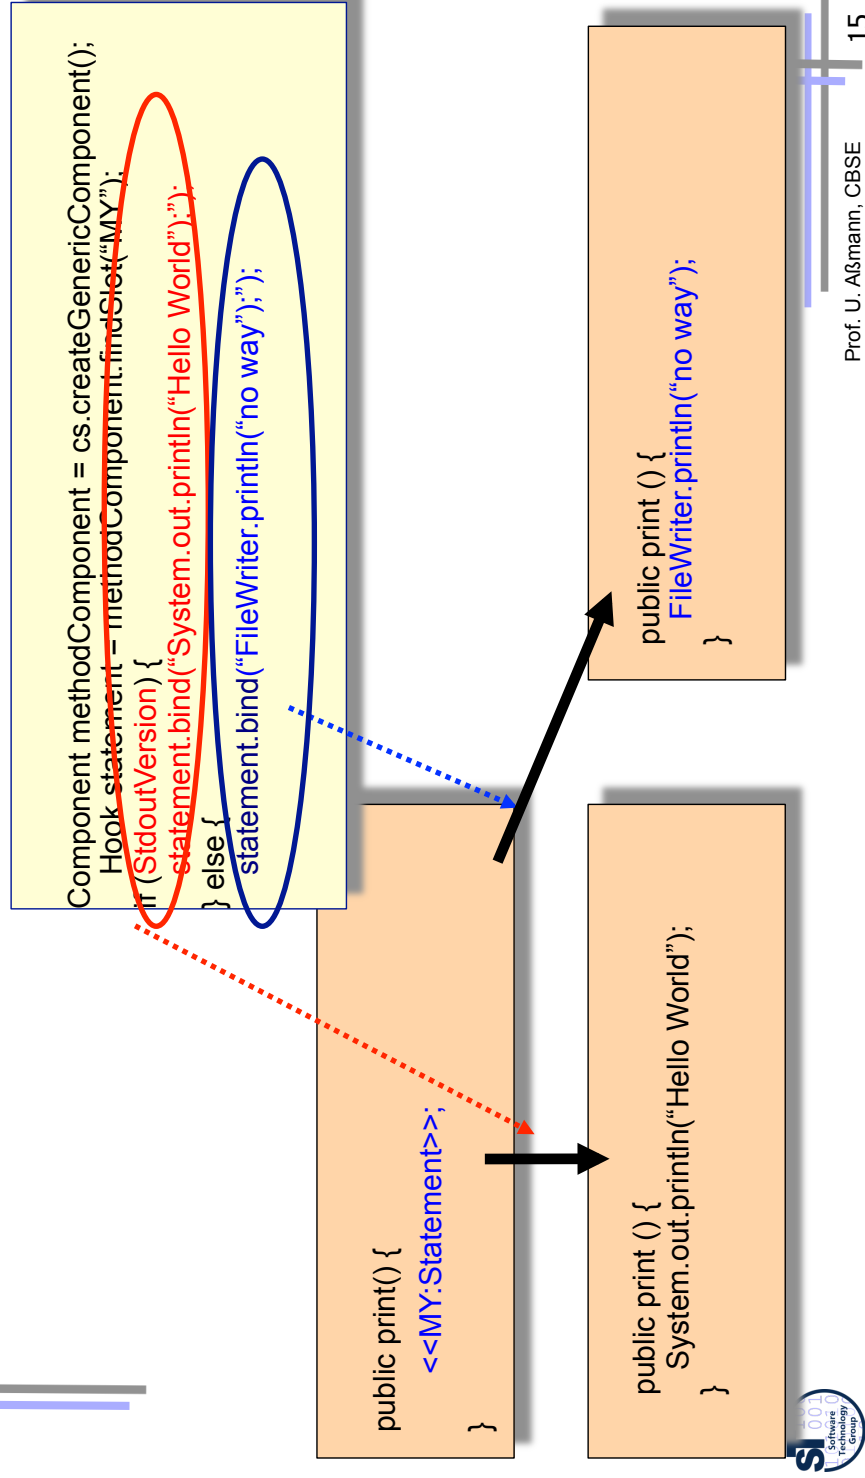 Component methodComponent = cs.createGenericComponent();
Hook statement = methodComponent.findSlot(“MY”);
if (StdoutVersion) {
statement.bind(“System.out.println(“Hello World”);”);
} else {
statement.bind(“FileWriter.println(“no way”);”);
public print() {
<<MY:Statement>>;
}
public print () {
System.out.println(“Hello World”);
}
public print () {
FileWriter.println(“no way”);
}
Prof. U. Aßmann, CBSE
15
Software
Technology
Group